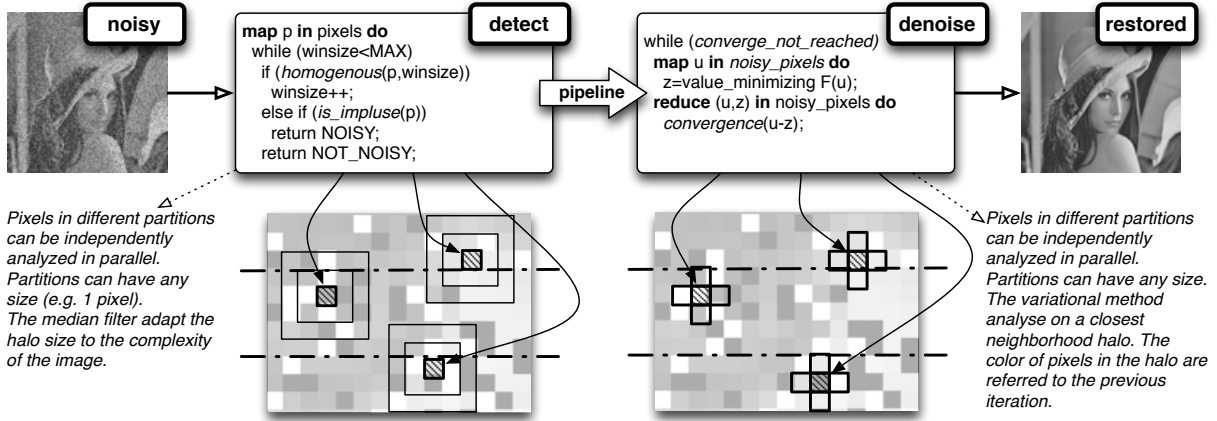 noisy
detect
map p in pixels do
while (winsize<MAX)
if (homogenous(p,winsize))
winsize++;
else if (is_impluse(p))
return NOISY;
return NOT_NOISY;
pipeline
denoise
while (converge_not_reached)
map u in noisy_pixels do
z=value_minimizing F(u);
reduce (u,z) in noisy_pixels do
convergence(u-z);
restored
Pixels in different partitions
can be independently
analyzed in parallel.
Partitions can have any
size (e.g. 1 pixel).
The median filter adapt the
halo size to the complexity
of the image.
Pixels in different partitions
can be independently
analyzed in parallel.
Partitions can have any size.
The variational method
analyse on a closest
neighborhood halo. The
color of pixels in the halo are
referred to the previous
iteration.